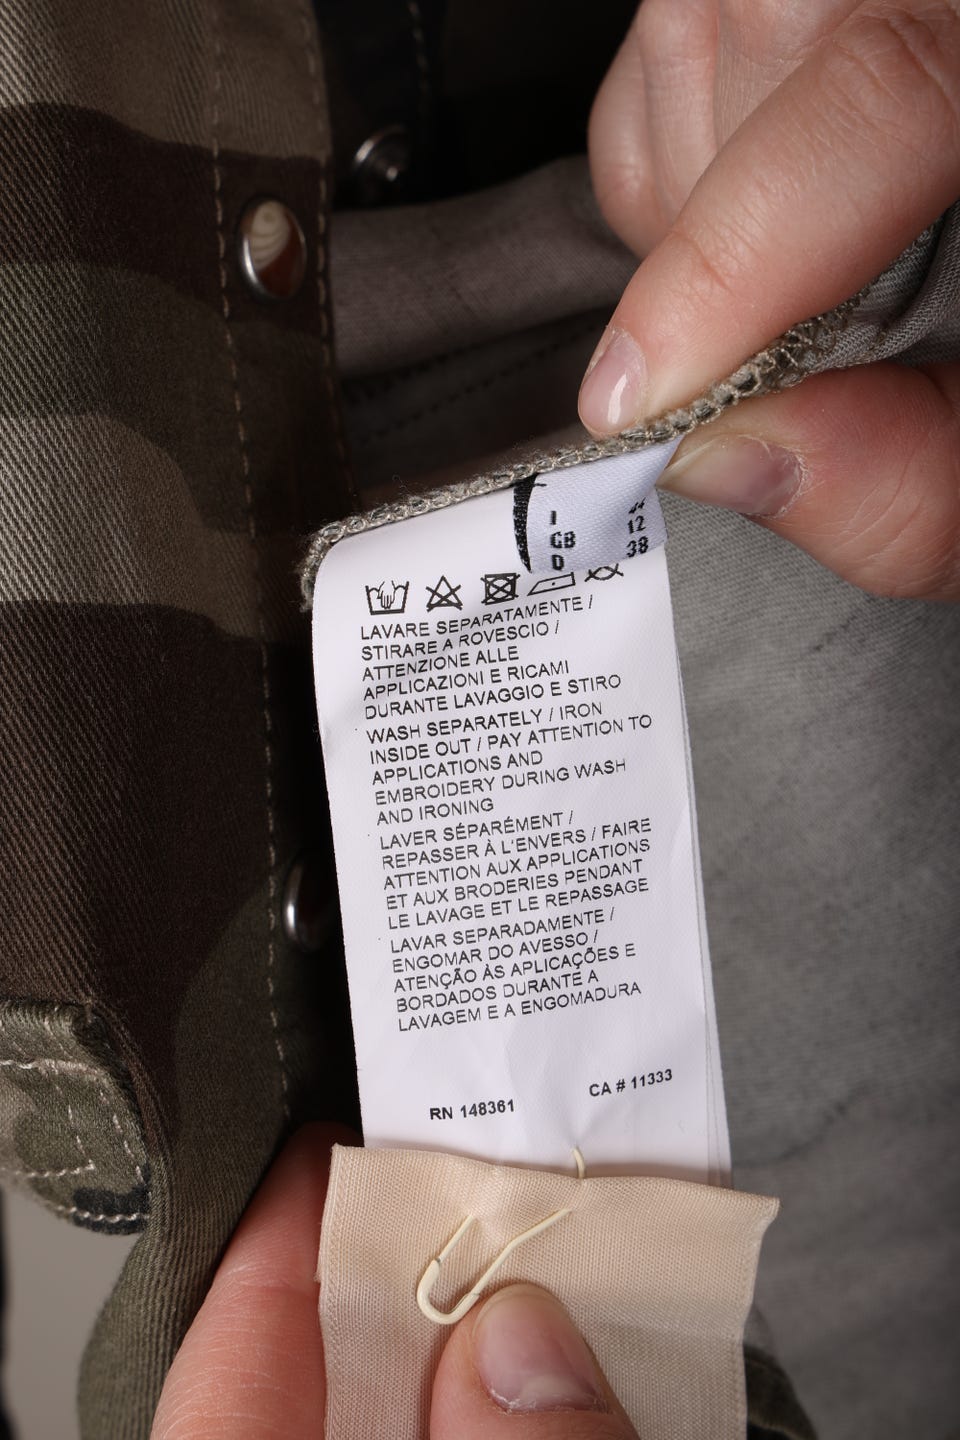 I
GB 12
D 38
LAVARE SEPARATAMENTE /
STIRARE A ROVESCIO /
ATTENZIONE ALLE
APPLICAZIONI E RICAMI
DURANTE LAVAGGIO E STIRO
WASH SEPARATELY / IRON
INSIDE OUT / PAY ATTENTION TO
APPLICATIONS AND
EMBROIDERY DURING WASH
AND IRONING
LAVER SÉPARÉMENT /
REPASSER À L'ENVERS / FAIRE
ATTENTION AUX APPLICATIONS
ET AUX BRODERIES PENDANT
LE LAVAGE ET LE REPASSAGE
LAVAR SEPARADAMENTE /
ENGOMAR DO AVESSO /
ATENÇÃO ÀS APLICAÇÕES E
BORDADOS DURANTE A
LAVAGEM E A ENGOMADURA
RN 148361 CA # 11333